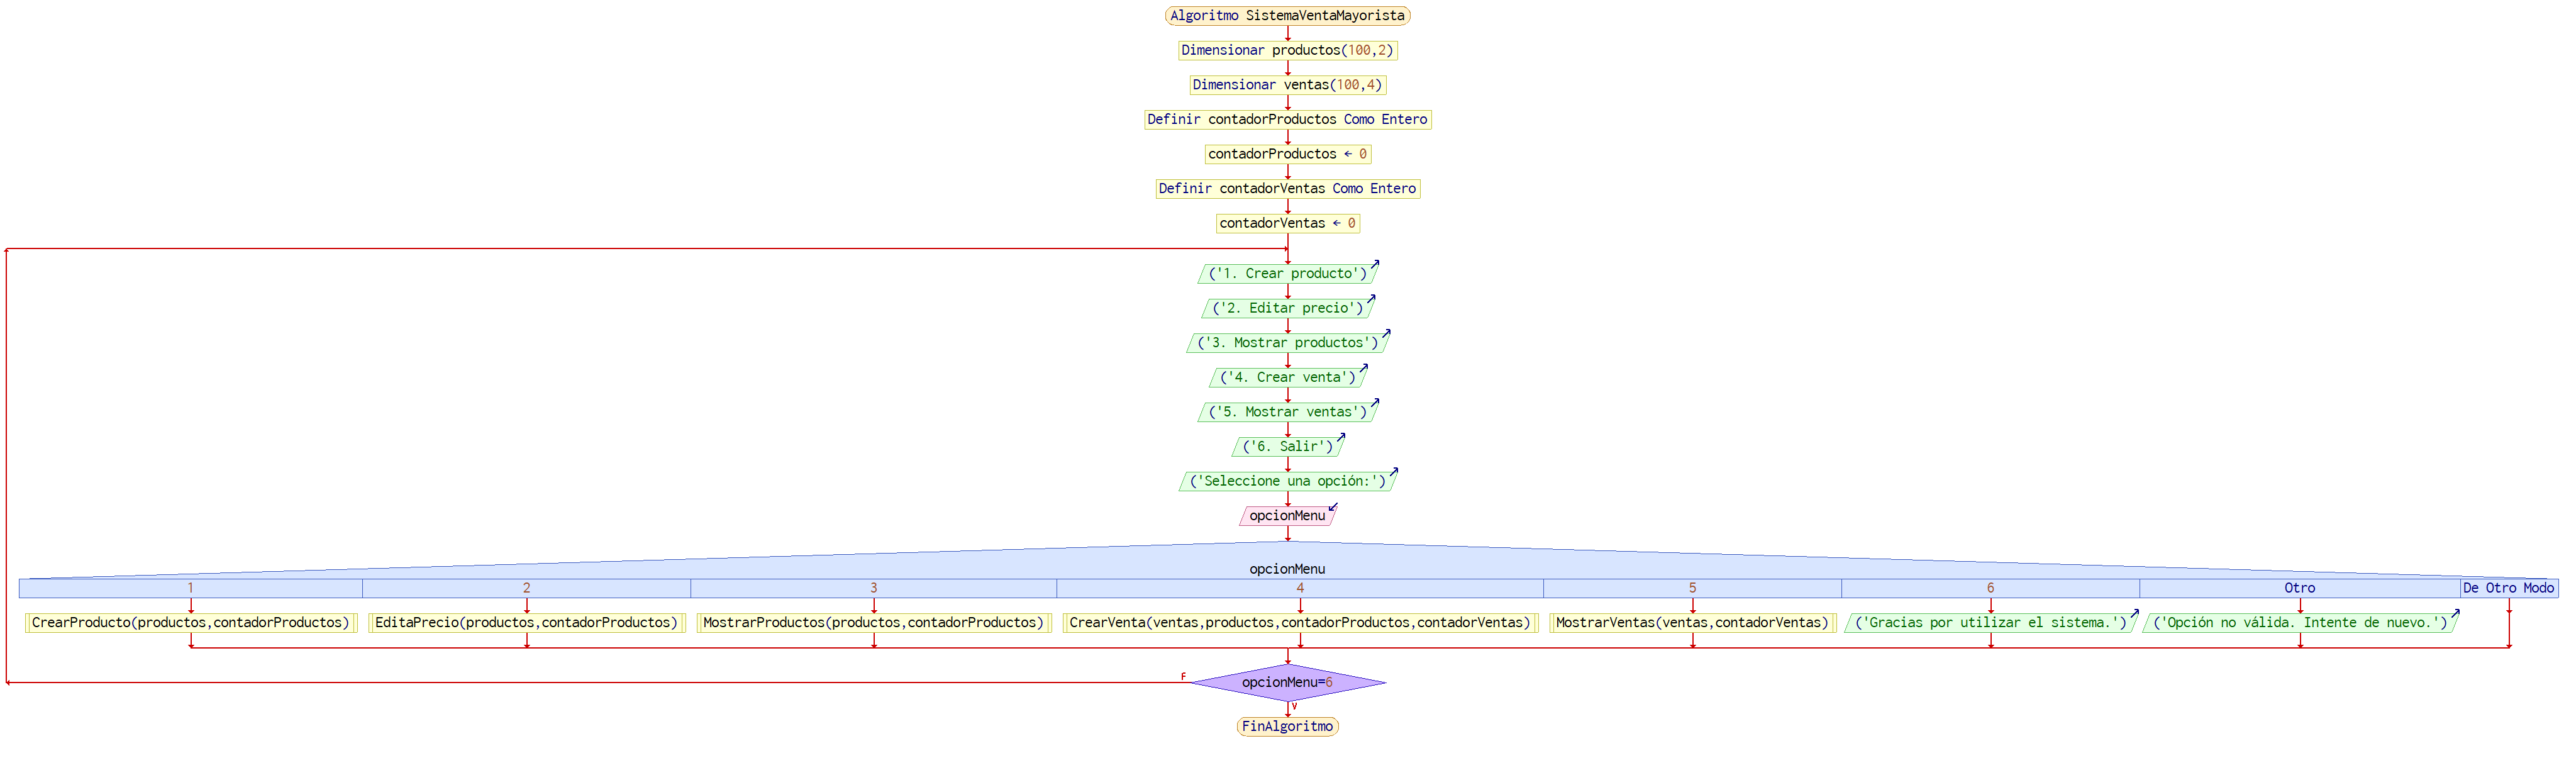 Algoritmo SistemaVentaMayorista
Dimensionar productos(100,2)
Dimensionar ventas(100,4)
Definir contadorProductos Como Entero
contadorProductos ← 0
Definir contadorVentas Como Entero
contadorVentas ← 0
('1. Crear producto')
('2. Editar precio')
('3. Mostrar productos')
('4. Crear venta')
('5. Mostrar ventas')
('6. Salir')
('Seleccione una opción:')
opcionMenu
opcionMenu
1 2 3 4 5 6 Otro De Otro Modo
CrearProducto(productos,contadorProductos) EditaPrecio(productos,contadorProductos) MostrarProductos(productos,contadorProductos) CrearVenta(ventas,productos,contadorProductos,contadorVentas) MostrarVentas(ventas,contadorVentas) ('Gracias por utilizar el sistema.') ('Opción no válida. Intente de nuevo.')
F
opcionMenu=6
V
FinAlgoritmo